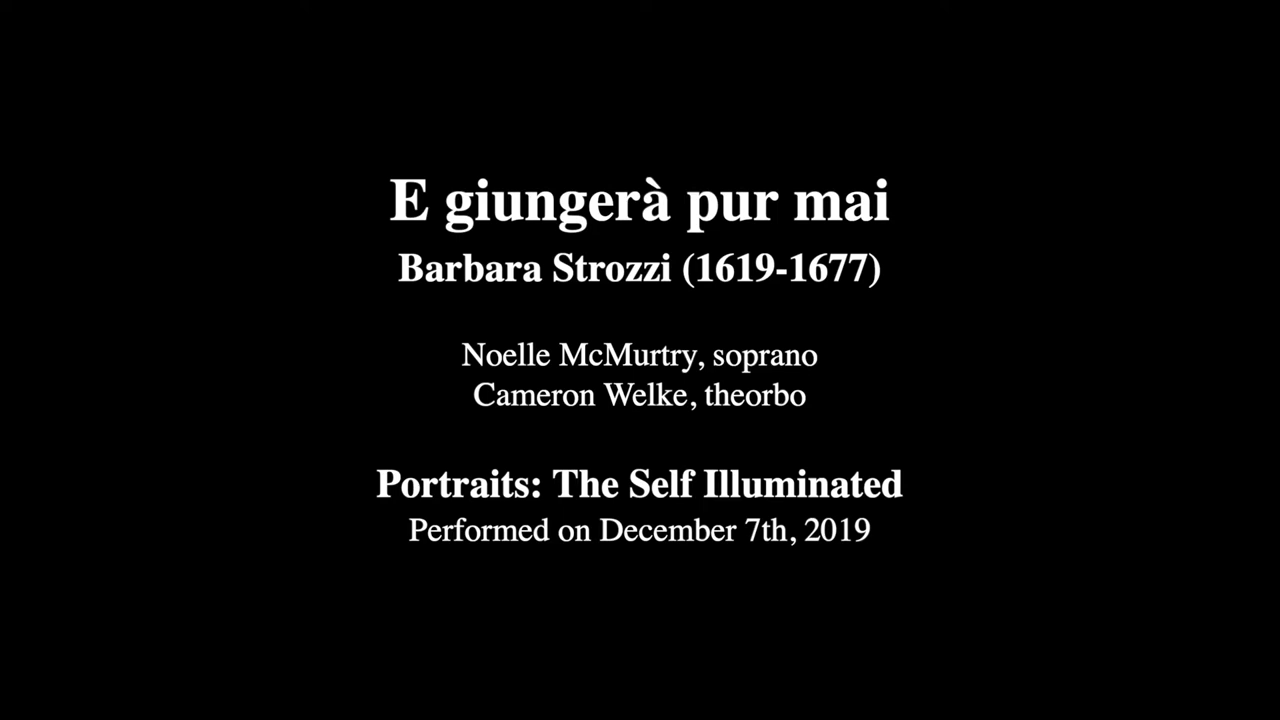 E giungerà pur mai
Barbara Strozzi (1619-1677)
Noelle McMurtry, soprano
Cameron Welke, theorbo
Portraits: The Self Illuminated
Performed on December 7th, 2019